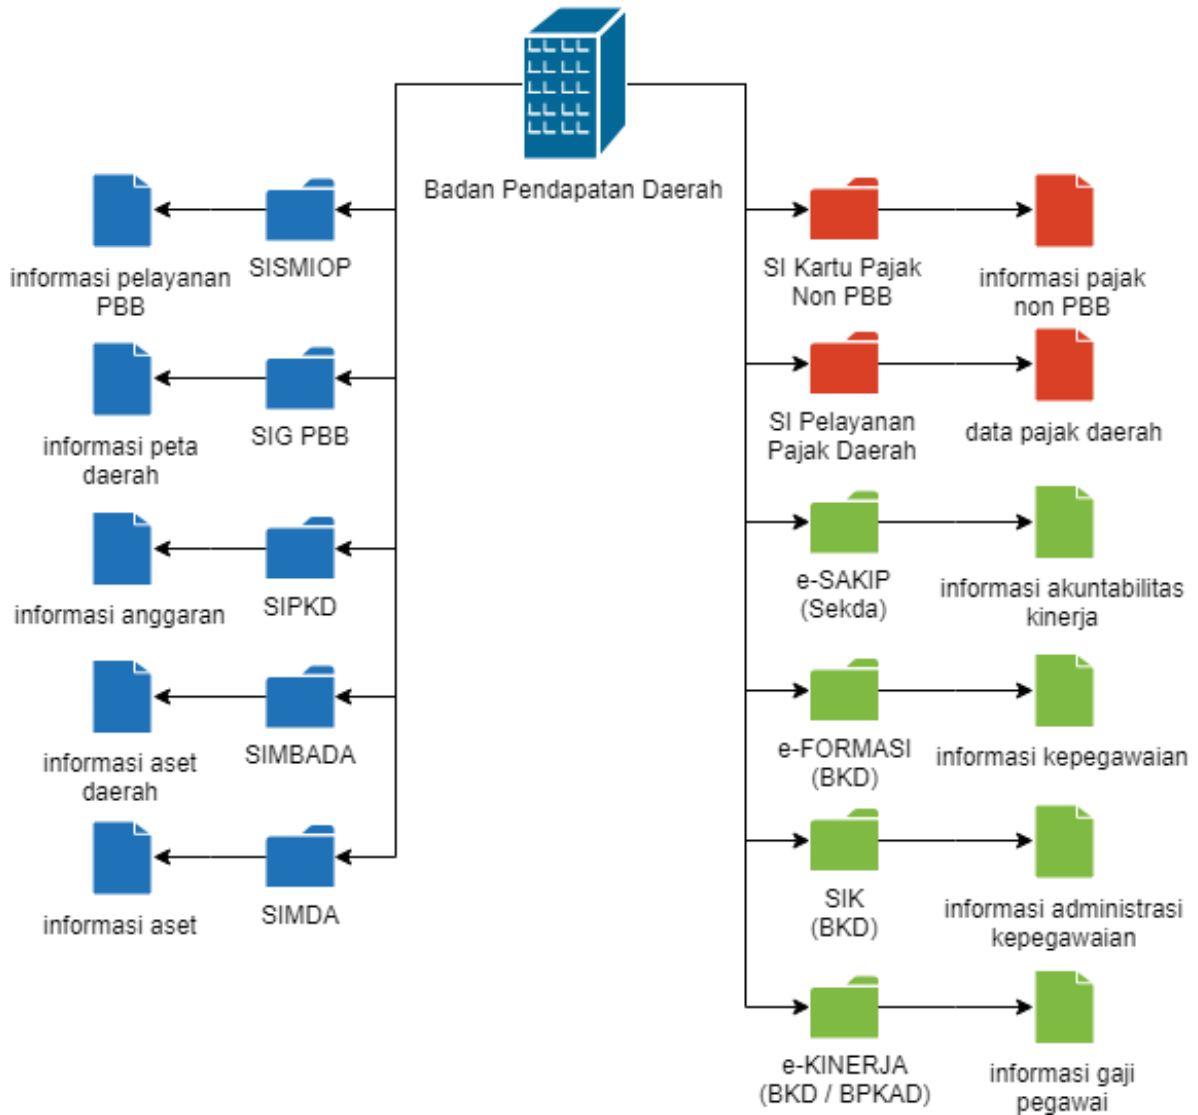 Badan Pendapatan Daerah
SISMIOP
informasi pelayanan
PBB
SIG PBB
informasi peta
daerah
SIPKD
informasi anggaran
SIMBADA
informasi aset
daerah
SIMDA
informasi aset
SI Kartu Pajak
Non PBB
informasi pajak
non PBB
SI Pelayanan
Pajak Daerah
data pajak daerah
e-SAKIP
(Sekda)
informasi akuntabilitas
kinerja
e-FORMASI
(BKD)
informasi kepegawaian
SIK
(BKD)
informasi administrasi
kepegawaian
e-KINERJA
(BKD / BPKAD)
informasi gaji
pegawai